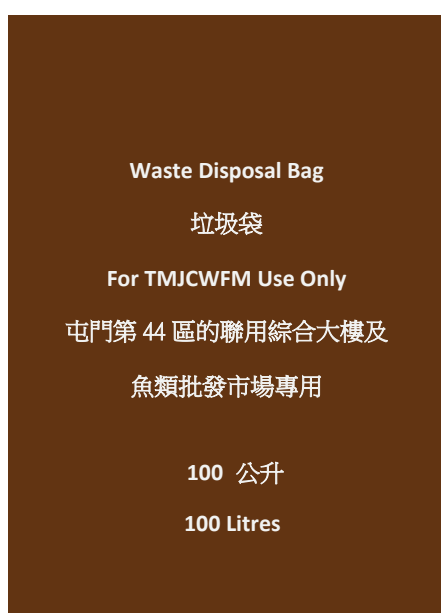 Waste Disposal Bag
垃圾袋
For TMJCWFM Use Only
屯門第 44 區的聯用綜合大樓及
魚類批發市場專用
100 公升
100 Litres